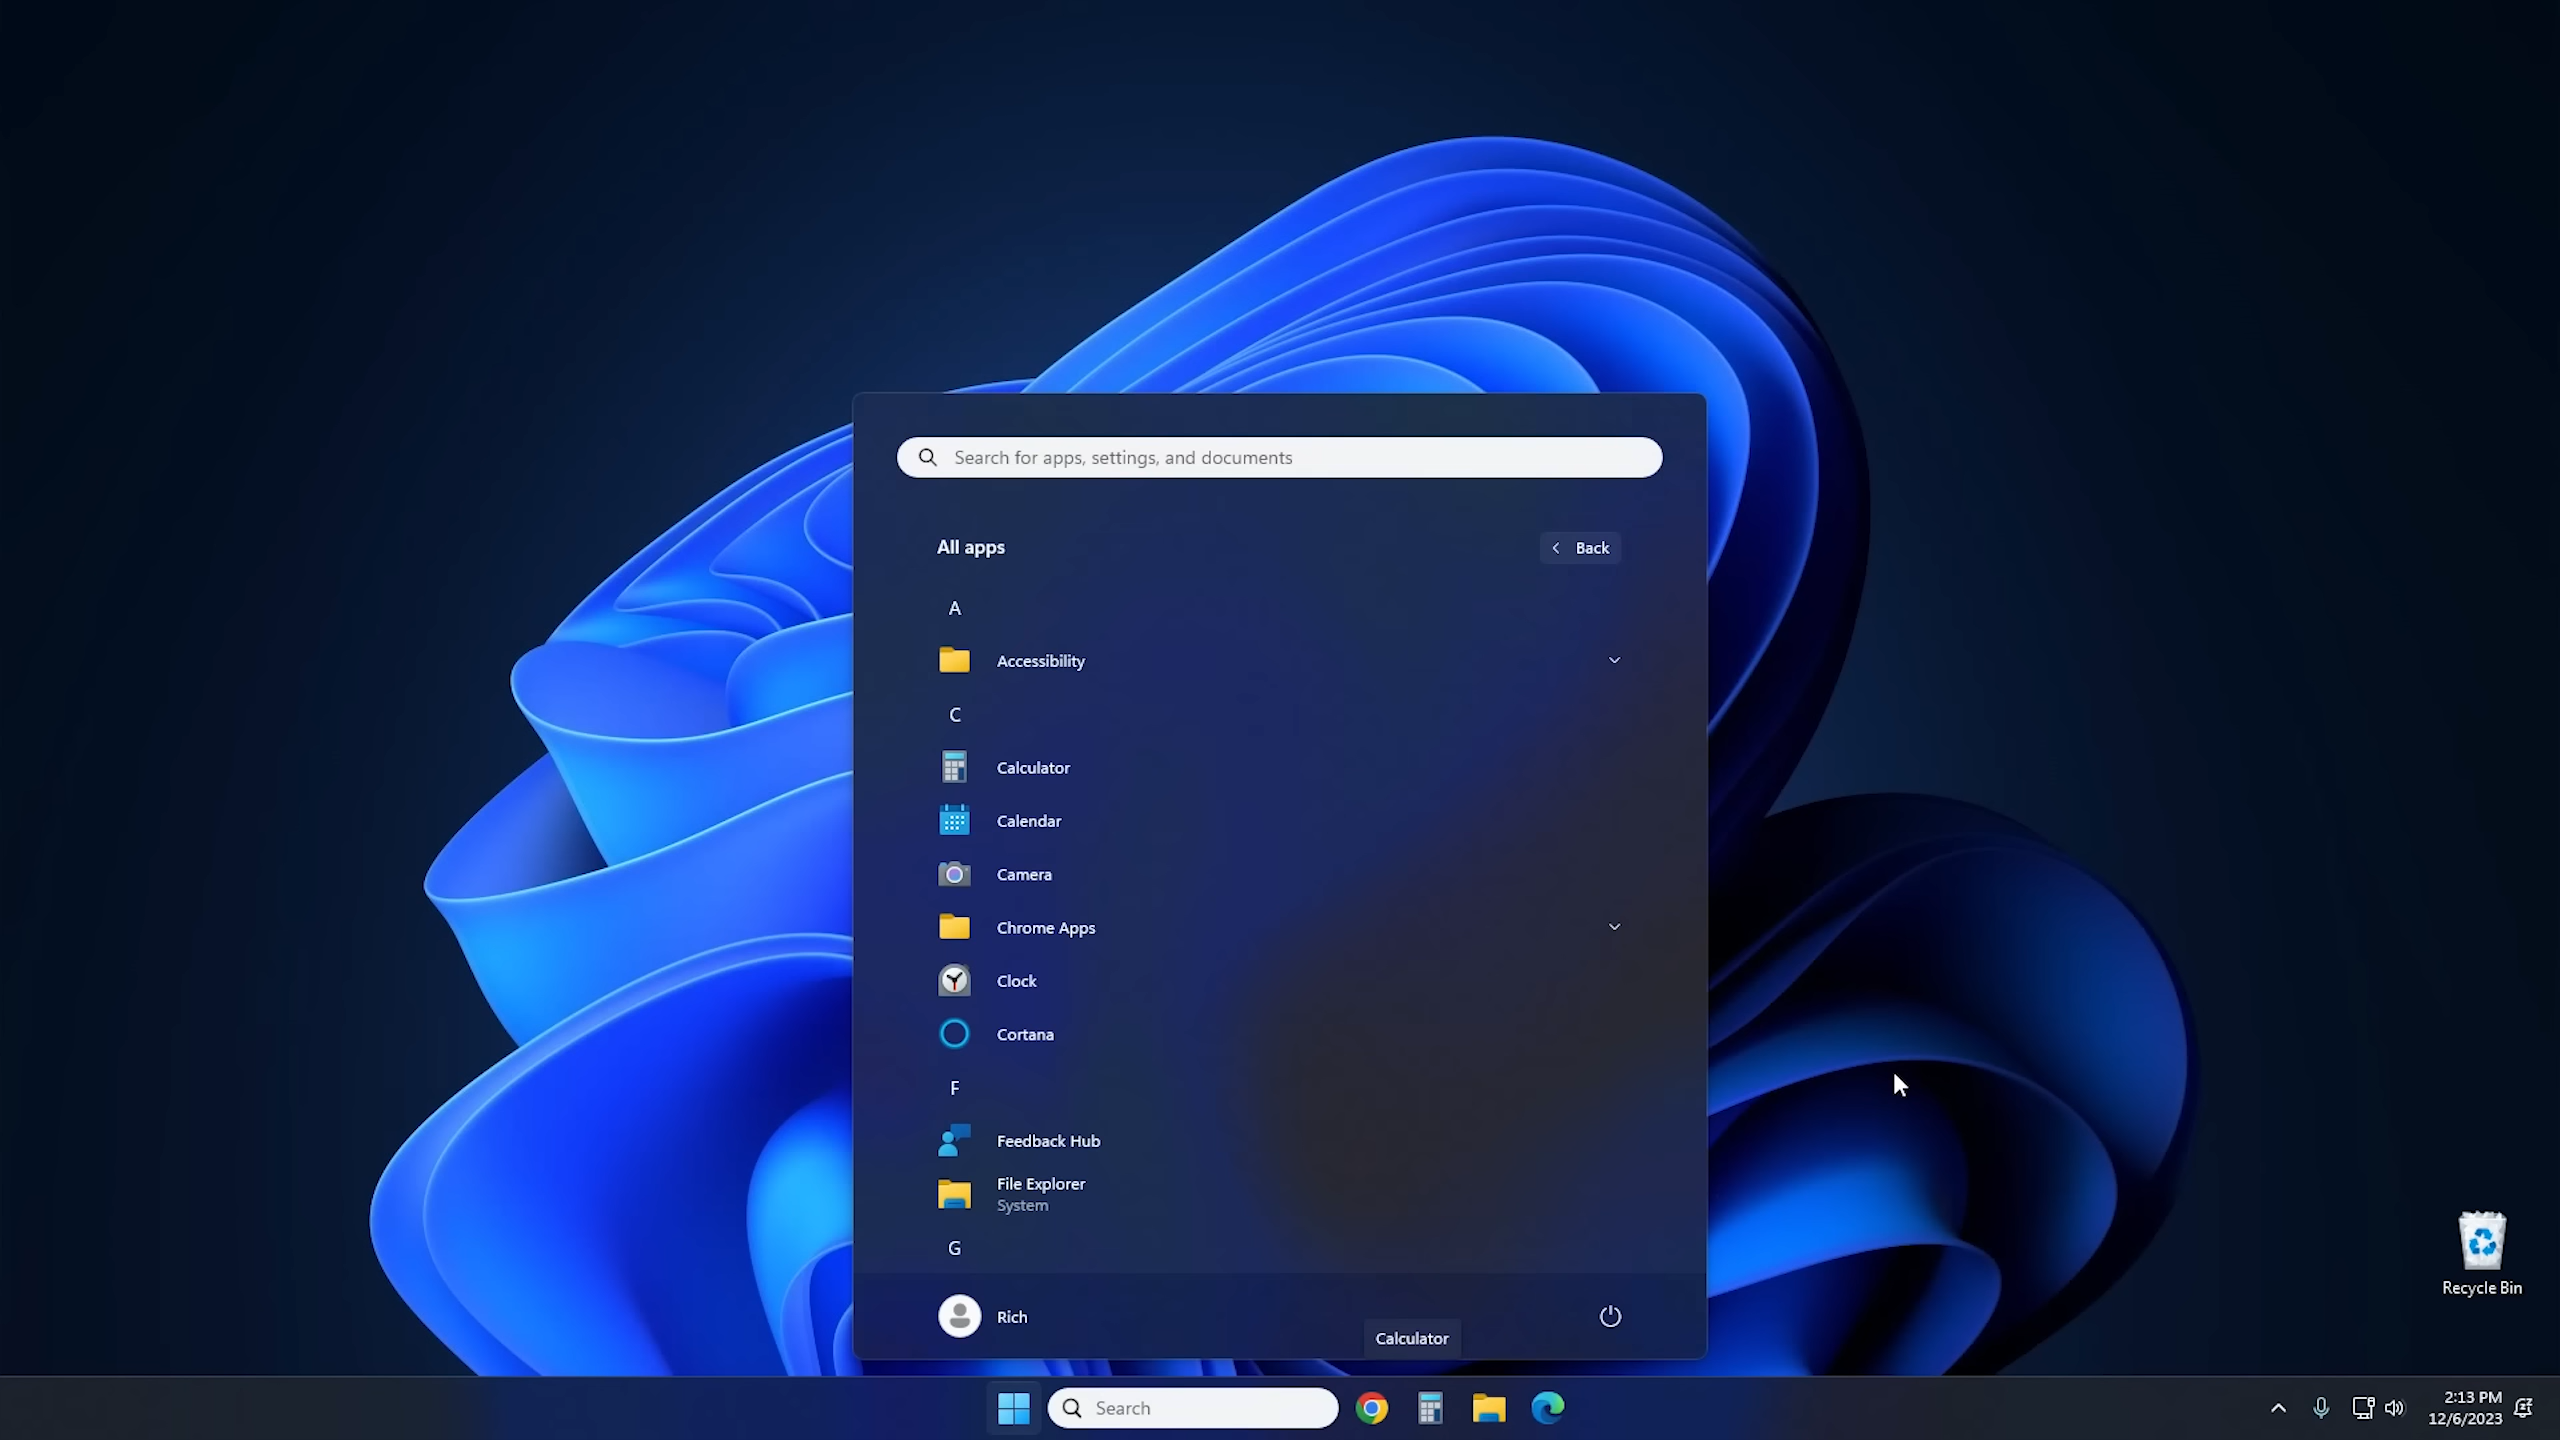 Search for apps, settings, and documents
All apps
Back
A
Accessibility
C
Calculator
Calendar
Camera
Chrome Apps
Clock
Cortana
F
Feedback Hub
File Explorer
System
G
Rich
Calculator
Recycle Bin
Search
2:13 PM
12/6/2023